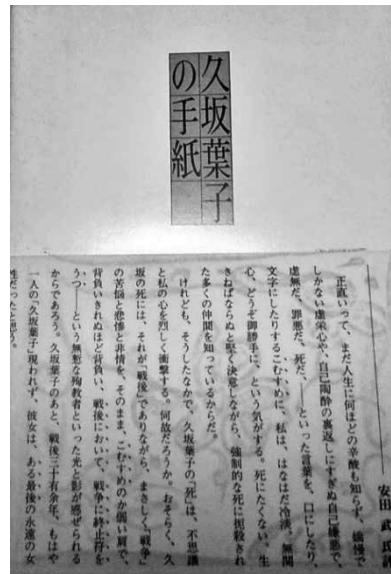 久坂葉子
の手紙
安田 氏
正直いって、まだ人生に何ほどの辛酸も知らず、嬌慢で
しかない虚栄心や、自己陶酔の裏返しにすぎぬ自己嫌悪で、
虚無だ、罪悪だ、死だ、――といった言葉を、口にしたり、
文字にしたりするこむすめに、私は、はなはだ冷淡、無関
心、どうぞ御勝手に、という気がする。死にたくない、生
きねばならぬと堅く決意しながら、強制的な死に扼殺され
た多くの仲間を知っているからだ。
けれども、そうしたなかで、久坂葉子の「死」は、不思議
と私の心を烈しく衝撃する。何故だろうか。おそらく、久
坂の死には、それが「戦後」でありながら、まさしく「戦争」
の苦悩と悲惨と非情を、そのまま、こむすめのか弱い肩で、
背負いきれぬほど背負い、戦後において、戦争に終止符を
うつ――という無慙な殉教者といった光と影が感ぜられる
からであろう。久坂葉子のあと、戦後三十有余年、もはや
一人の「久坂葉子」現われず、彼女は、ある最後の永遠の女
性だったと思う。